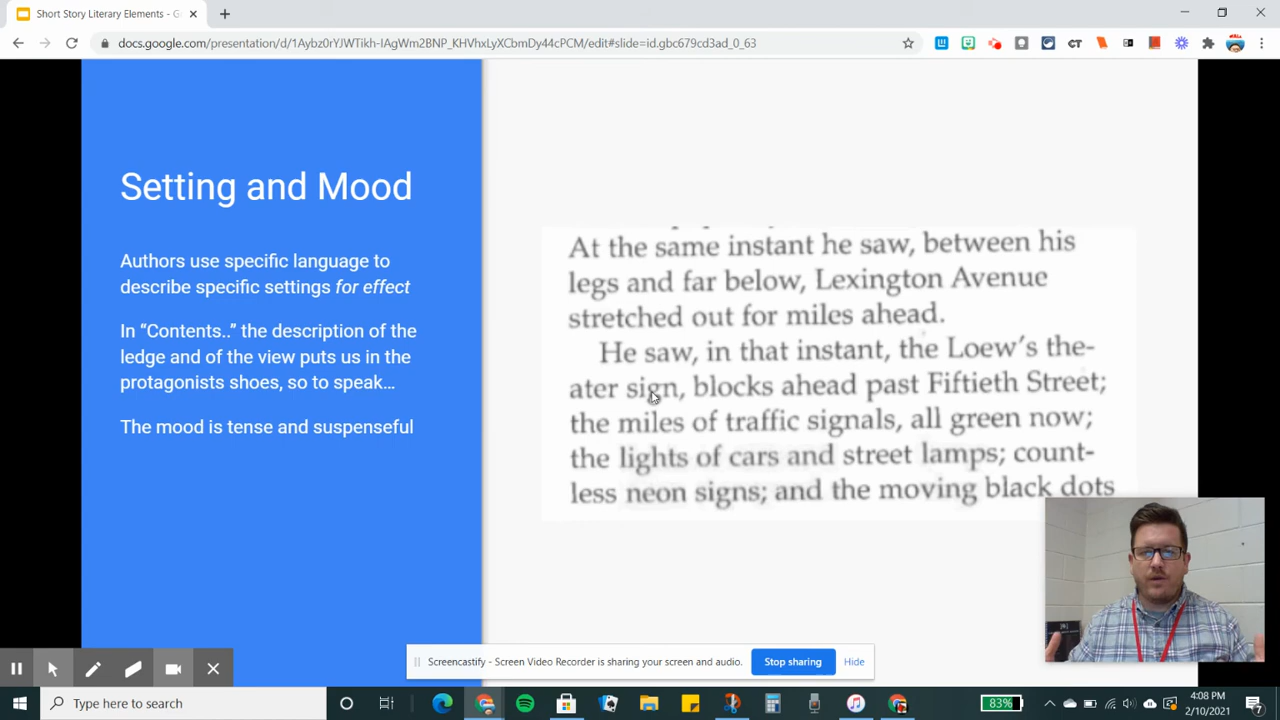 Short Story Literary Elements - G
docs.google.com/presentation/d/1Aybz0rYJWTikh-IAgWm2BNP_KHVhxLyXCbmDy44cPCM/edit#slide=id.gbc679cd3ad_0_63
Setting and Mood
Authors use specific language to
describe specific settings for effect
In “Contents..” the description of the
ledge and of the view puts us in the
protagonists shoes, so to speak…
The mood is tense and suspenseful
At the same instant he saw, between his
legs and far below, Lexington Avenue
stretched out for miles ahead.
He saw, in that instant, the Loew's the-
ater sign, blocks ahead past Fiftieth Street;
the miles of traffic signals, all green now;
the lights of cars and street lamps; count-
less neon signs; and the moving black dots
Screencastify - Screen Video Recorder is sharing your screen and audio.
Stop sharing
Hide
Type here to search
83%
4:08 PM
2/10/2021